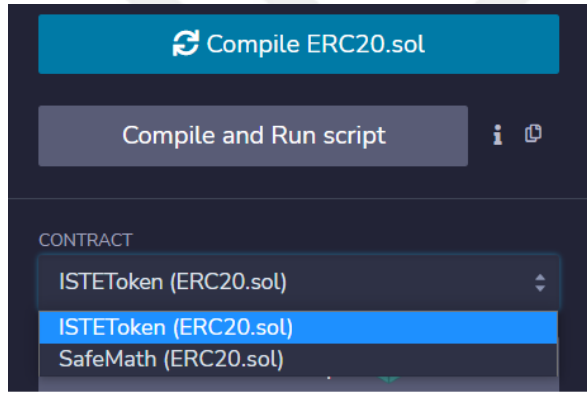 Compile ERC20.sol
Compile and Run script
CONTRACT
ISTEToken (ERC20.sol)
ISTEToken (ERC20.sol)
SafeMath (ERC20.sol)